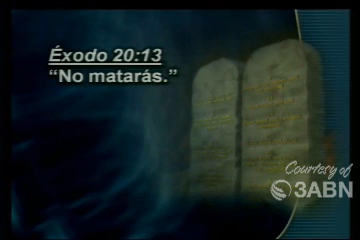 Éxodo 20:13
“No matarás.”
Courtesy of
3ABN